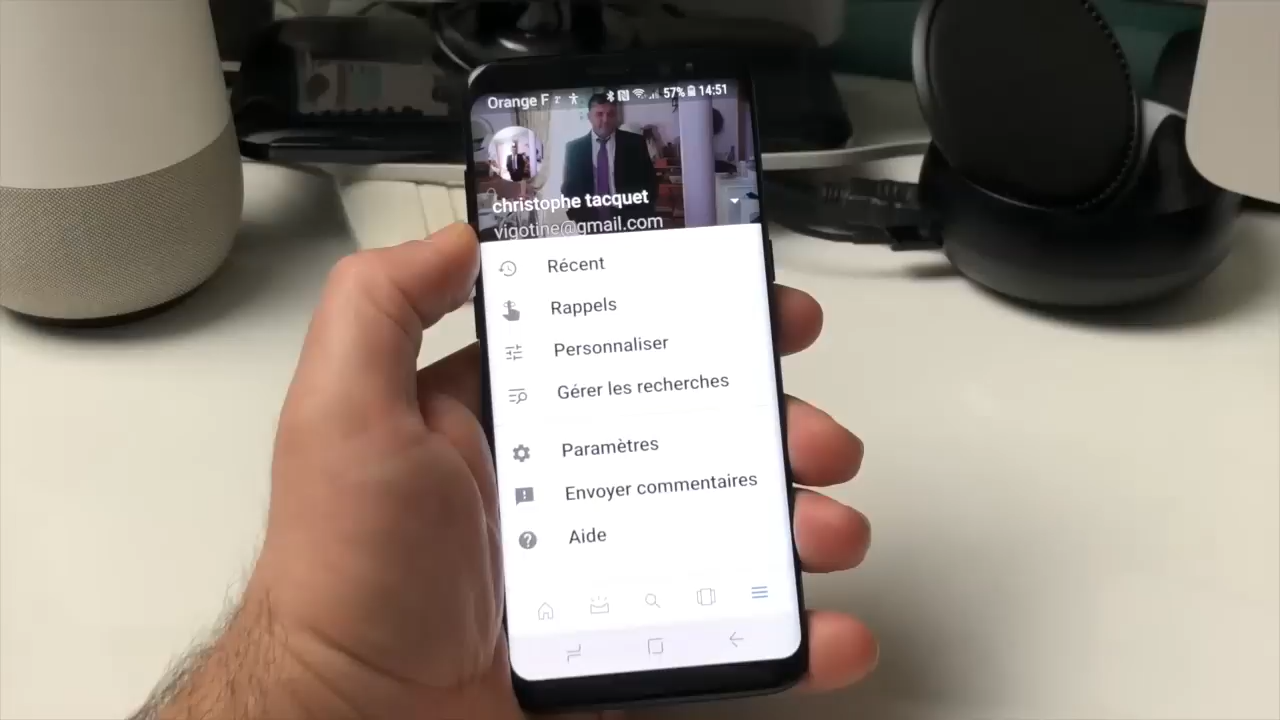 Orange F 57% 14:51
christophe tacquet
vigotine@gmail.com
Récent
Rappels
Personnaliser
Gérer les recherches
Paramètres
Envoyer commentaires
Aide